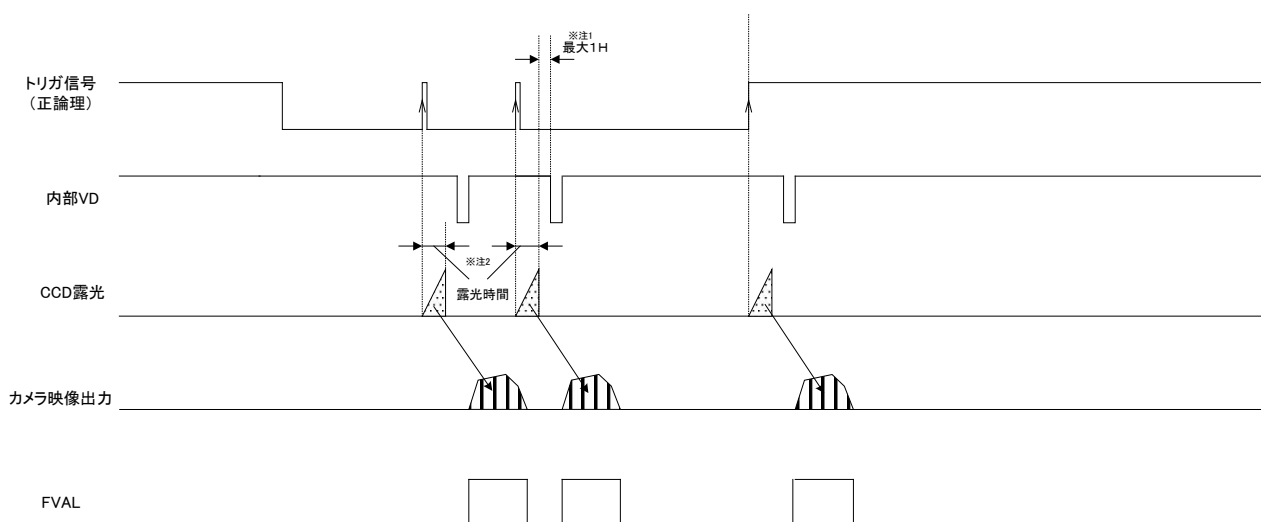 ※注1
最大1H
トリガ信号
(正論理)
内部VD
※注2
CCD露光
露光時間
カメラ映像出力
FVAL